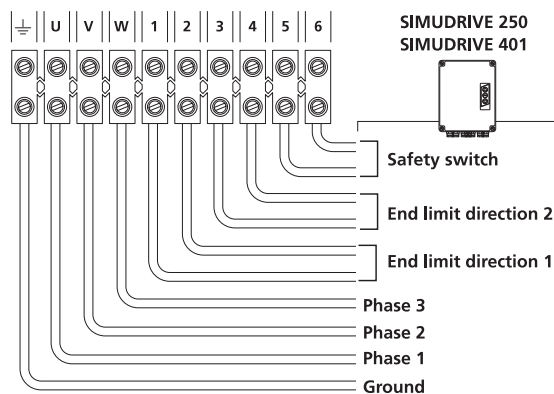 U V W 1 2 3 4 5 6
SIMUDRIVE 250
SIMUDRIVE 401
Safety switch
End limit direction 2
End limit direction 1
Phase 3
Phase 2
Phase 1
Ground